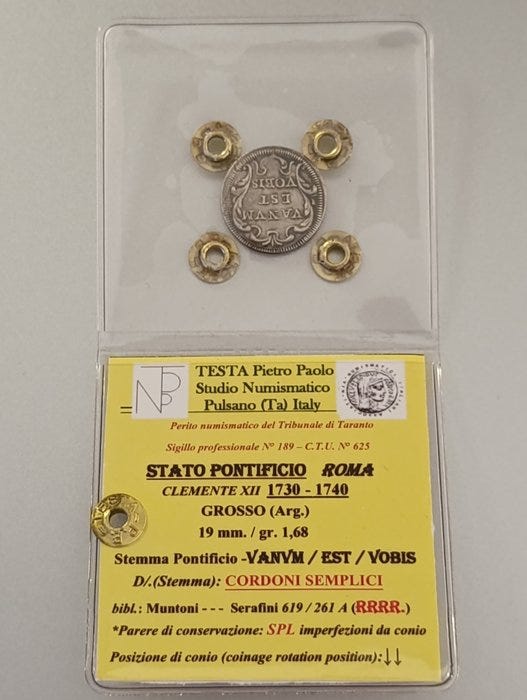 VANVM
EST
VOBIS
NPT
TESTA Pietro Paolo
Studio Numismatico
Pulsano (Ta) Italy
Perito numismatico del Tribunale di Taranto
Sigillo professionale N° 189 – C.T.U. N° 625
STATO PONTIFICIO ROMA
CLEMENTE XII 1730 - 1740
GROSSO (Arg.)
19 mm. / gr. 1,68
Stemma Pontificio -VANVM / EST / VOBIS
D/.(Stemma): CORDONI SEMPLICI
bibl.: Muntoni - - - Serafini 619 / 261 A (RRRR.)
*Parere di conservazione: SPL imperfezioni da conio
Posizione di conio (coinage rotation position):↓↓